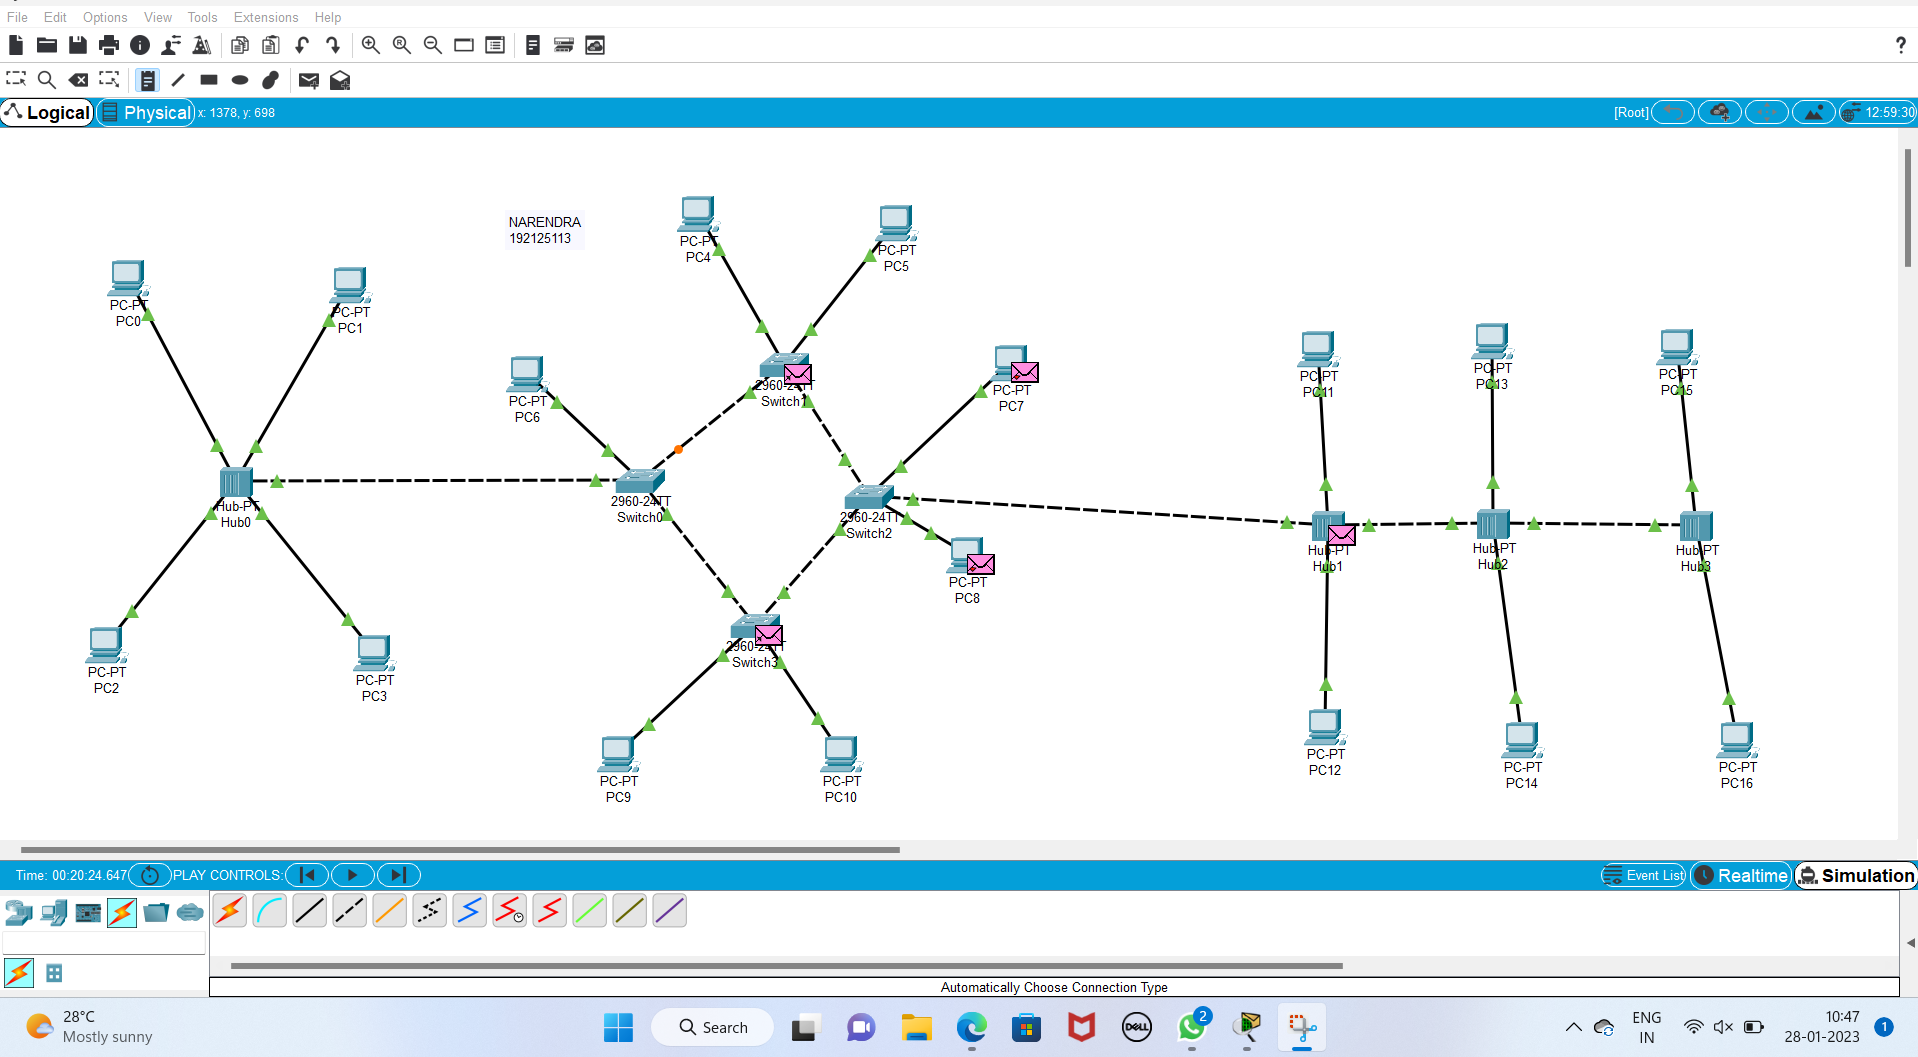 File Edit Options View Tools Extensions Help
?
Logical Physical x: 1378, y: 698 [Root] 12:59:30
NARENDRA
192125113
PC-PT
PC4
PC-PT
PC5
PC-PT
PC0
PC-PT
PC1
PC-PT
PC6
2960-24TT
Switch1
PC-PT
PC7
PC-PT
PC11
PC-PT
PC13
PC-PT
PC15
Hub-PT
Hub0
2960-24TT
Switch0
2960-24TT
Switch2
Hub-PT
Hub1
Hub-PT
Hub2
Hub-PT
Hub3
PC-PT
PC8
PC-PT
PC2
PC-PT
PC3
2960-24TT
Switch3
PC-PT
PC9
PC-PT
PC10
PC-PT
PC12
PC-PT
PC14
PC-PT
PC16
Time: 00:20:24.647 PLAY CONTROLS: Event List Realtime Simulation
Automatically Choose Connection Type
28°C
Mostly sunny
Search
DELL
2
ENG
IN
10:47
28-01-2023
1